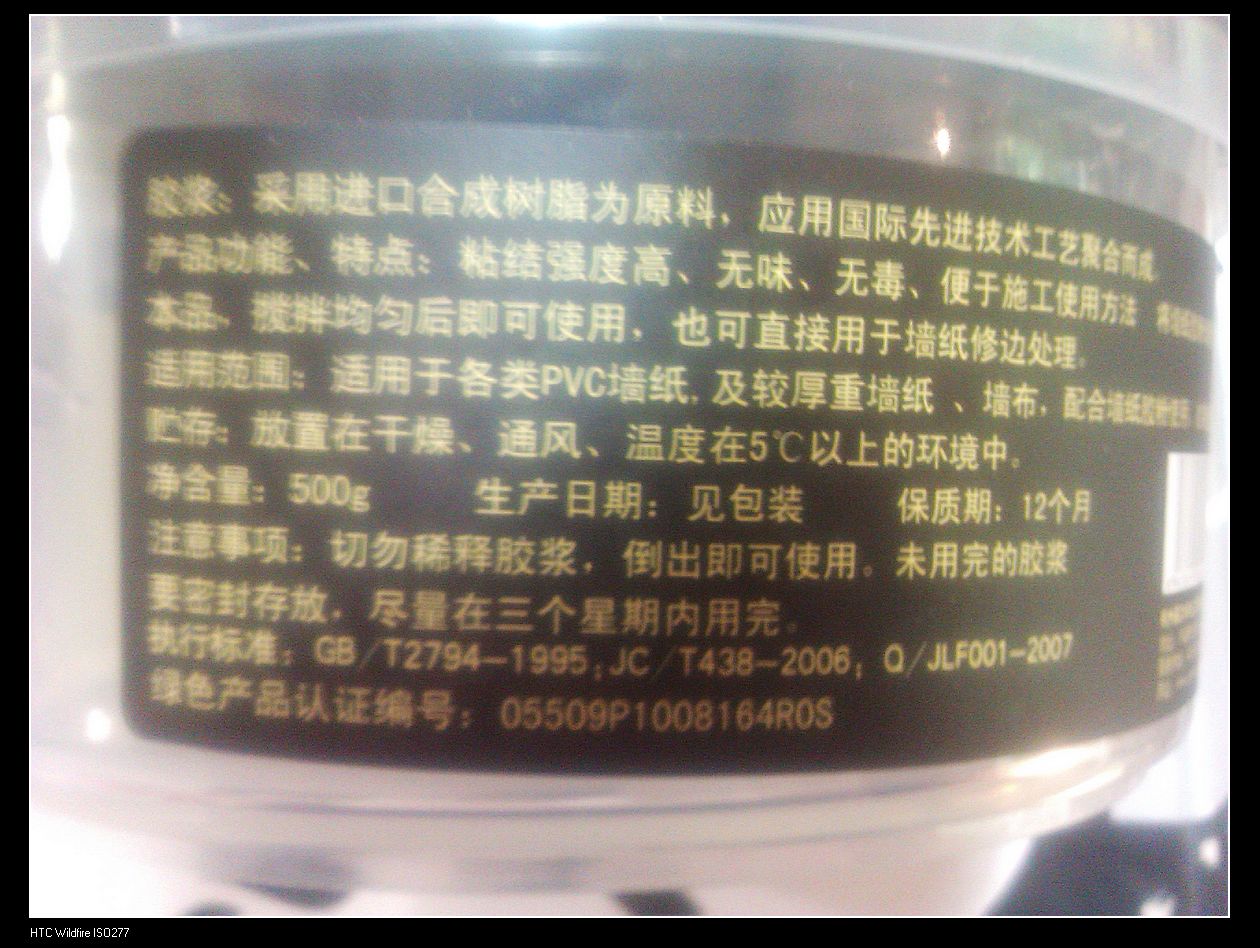 胶浆：采用进口合成树脂为原料，应用国际先进技术工艺聚合而成
产品功能、特点：粘结强度高、无味、无毒、便于施工使用方法
本品，搅拌均匀后即可使用，也可直接用于墙纸修边处理。
适用范围：适用于各类PVC墙纸,及较厚重墙纸、墙布，配合墙纸胶
贮存：放置在干燥、通风、温度在5℃以上的环境中。
净含量：500g 生产日期：见包装 保质期：12个月
注意事项：切勿稀释胶浆，倒出即可使用。未用完的胶浆
要密封存放，尽量在三个星期内用完。
执行标准：GB/T2794-1995;JC/T438-2006; Q/JLF001-2007
绿色产品认证编号：05509P1008164R0S
HTC Wildfire ISO277